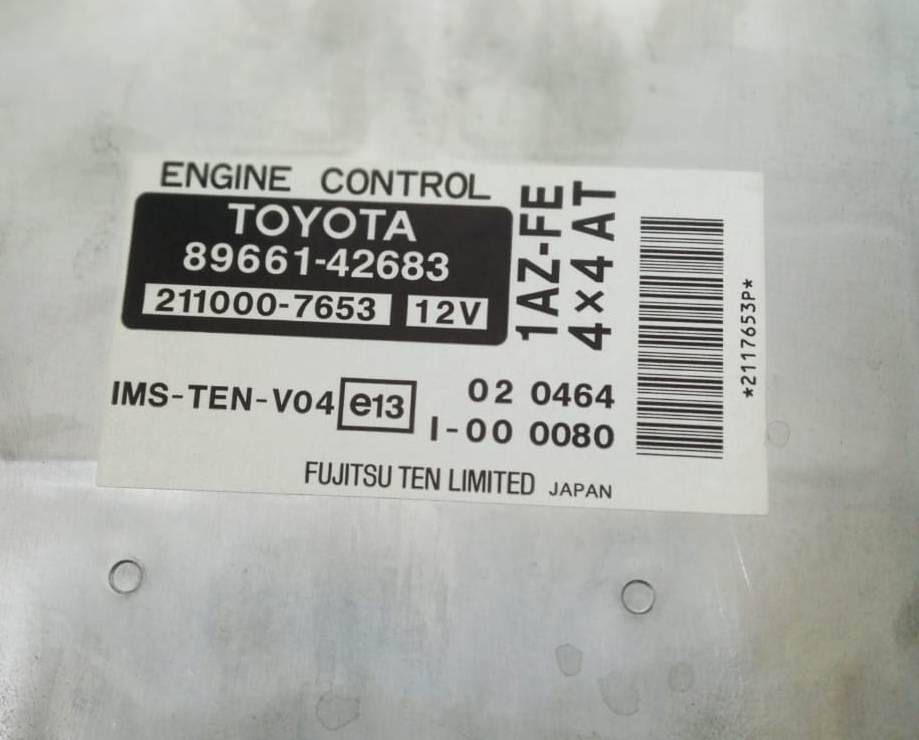 ENGINE CONTROL
TOYOTA
89661-42683
211000-7653 12V
1AZ-FE
4×4 AT
IMS-TEN-V04 e13 02 0464
I-00 0080
FUJITSU TEN LIMITED JAPAN
*2117653P*